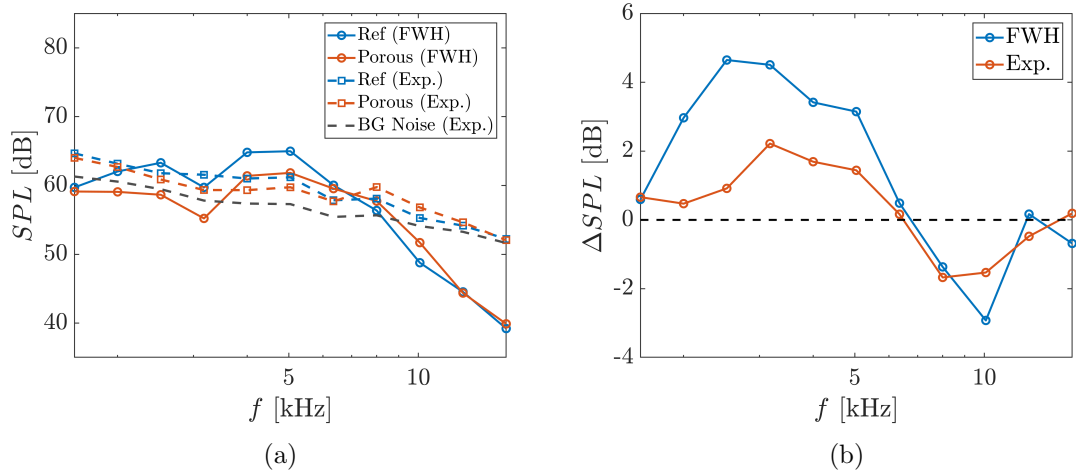 80
70
60
50
40
SPL [dB]
5
10
f [kHz]
Ref (FWH)
Porous (FWH)
Ref (Exp.)
Porous (Exp.)
BG Noise (Exp.)
(a)
6
4
2
0
-2
-4
ΔSPL [dB]
5
10
f [kHz]
FWH
Exp.
(b)